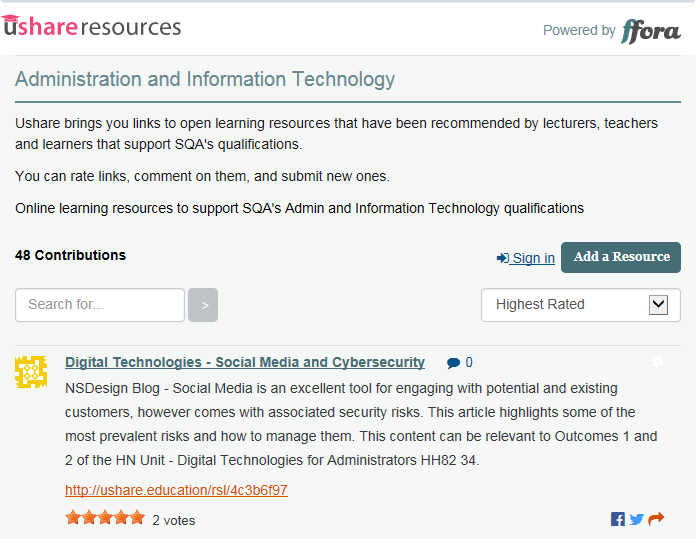 ushare resources
Powered by ffora
Administration and Information Technology
Ushare brings you links to open learning resources that have been recommended by lecturers, teachers
and learners that support SQA's qualifications.
You can rate links, comment on them, and submit new ones.
Online learning resources to support SQA's Admin and Information Technology qualifications
48 Contributions
Sign in
Add a Resource
Search for...
>
Highest Rated
Digital Technologies - Social Media and Cybersecurity 0
NSDesign Blog - Social Media is an excellent tool for engaging with potential and existing
customers, however comes with associated security risks. This article highlights some of the
most prevalent risks and how to manage them. This content can be relevant to Outcomes 1 and
2 of the HN Unit - Digital Technologies for Administrators HH82 34.
http://ushare.education/rsl/4c3b6f97
2 votes